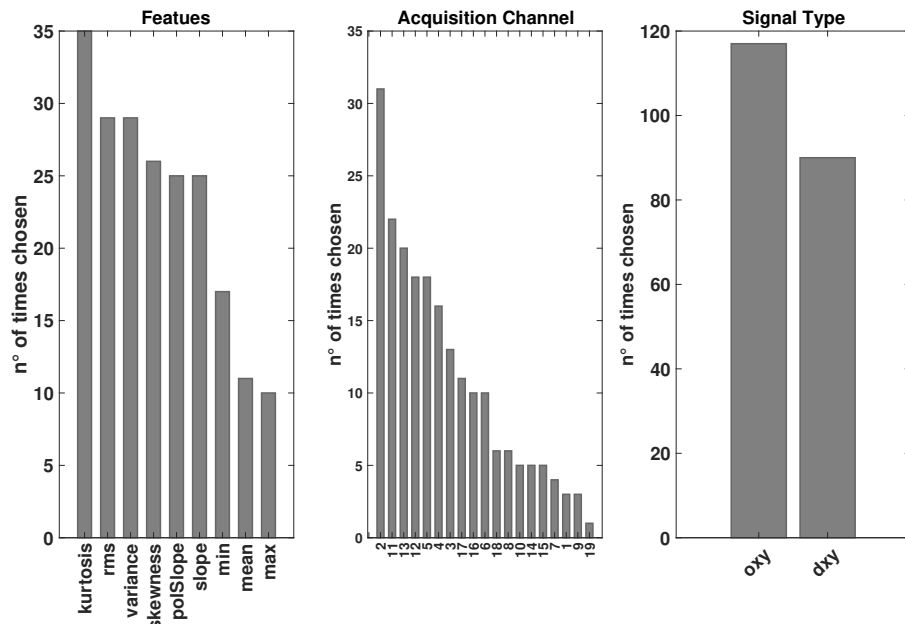 Featues
n° of times chosen
35
30
25
20
15
10
5
0
kurtosis
rms
variance
skewness
polSlope
slope
min
mean
max
Acquisition Channel
n° of times chosen
35
30
25
20
15
10
5
0
2
11
13
12
5
4
3
17
16
6
18
8
10
14
15
7
1
9
19
Signal Type
n° of times chosen
120
100
80
60
40
20
0
oxy
dxy